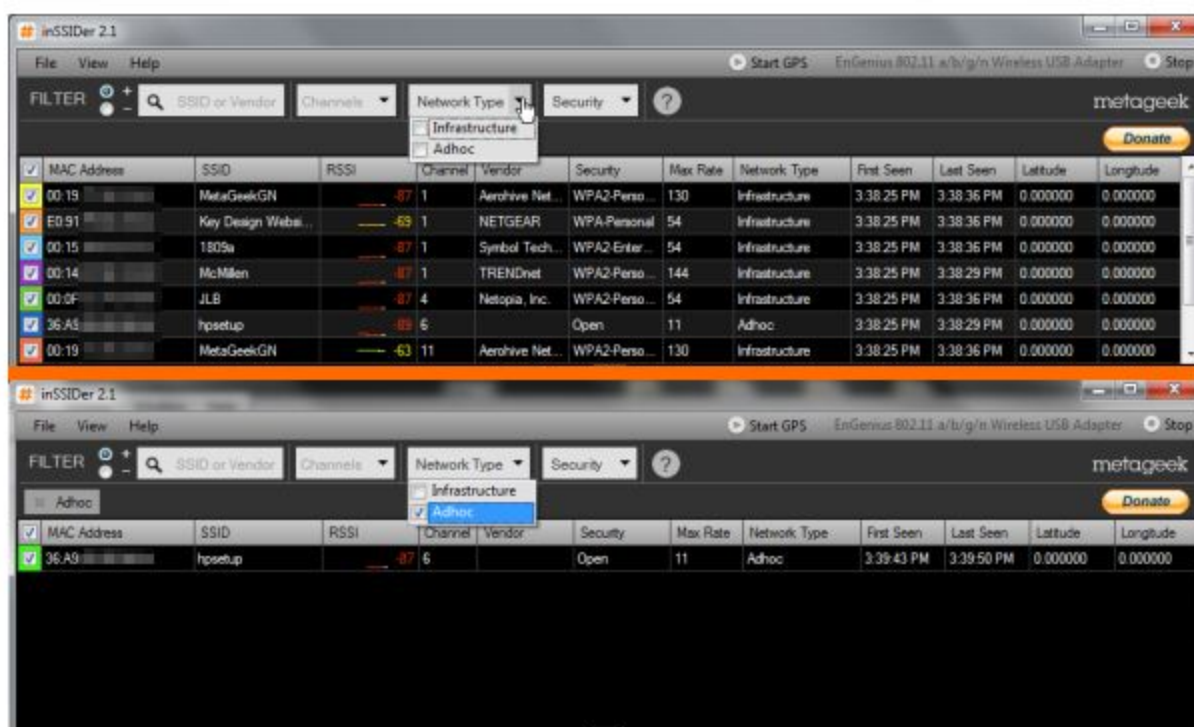 inSSIDer 2.1
File View Help Start GPS EnGenius 802.11 a/b/g/n Wireless USB Adapter Stop
FILTER + - SSID or Vendor Channels Network Type Security ? metageek
Infrastructure
Adhoc
Donate
MAC Address SSID RSSI Channel Vendor Security Max Rate Network Type First Seen Last Seen Latitude Longitude
00:19 MetaGeekGN -87 1 Aerohive Net... WPA2-Perso... 130 Infrastructure 3:38:25 PM 3:38:36 PM 0.000000 0.000000
E0:91 Key Design Websi... -69 1 NETGEAR WPA-Personal 54 Infrastructure 3:38:25 PM 3:38:36 PM 0.000000 0.000000
00:15 1809a -87 1 Symbol Tech... WPA2-Enter... 54 Infrastructure 3:38:25 PM 3:38:36 PM 0.000000 0.000000
00:14 McMillen -87 1 TRENDnet WPA2-Perso... 144 Infrastructure 3:38:25 PM 3:38:29 PM 0.000000 0.000000
00:0F JLB -87 4 Netopia, Inc. WPA2-Perso... 54 Infrastructure 3:38:25 PM 3:38:36 PM 0.000000 0.000000
36:A9 hpsetup -89 6 Open 11 Adhoc 3:38:25 PM 3:38:29 PM 0.000000 0.000000
00:19 MetaGeekGN -63 11 Aerohive Net... WPA2-Perso... 130 Infrastructure 3:38:25 PM 3:38:36 PM 0.000000 0.000000
inSSIDer 2.1
File View Help Start GPS EnGenius 802.11 a/b/g/n Wireless USB Adapter Stop
FILTER + - SSID or Vendor Channels Network Type Security ? metageek
Infrastructure
Adhoc Adhoc Donate
MAC Address SSID RSSI Channel Vendor Security Max Rate Network Type First Seen Last Seen Latitude Longitude
36:A9 hpsetup -87 6 Open 11 Adhoc 3:39:43 PM 3:39:50 PM 0.000000 0.000000